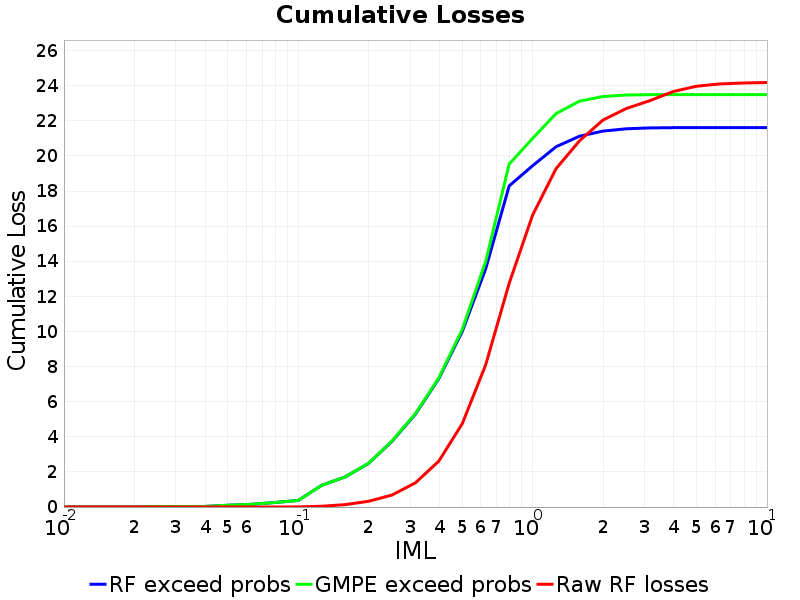 Cumulative Losses
Cumulative Loss
26
24
22
20
18
16
14
12
10
8
6
4
2
0
10-2 2 3 4 5 6 10-1 2 3 4 5 6 7 100 2 3 4 5 6 7 101
IML
RF exceed probs GMPE exceed probs Raw RF losses